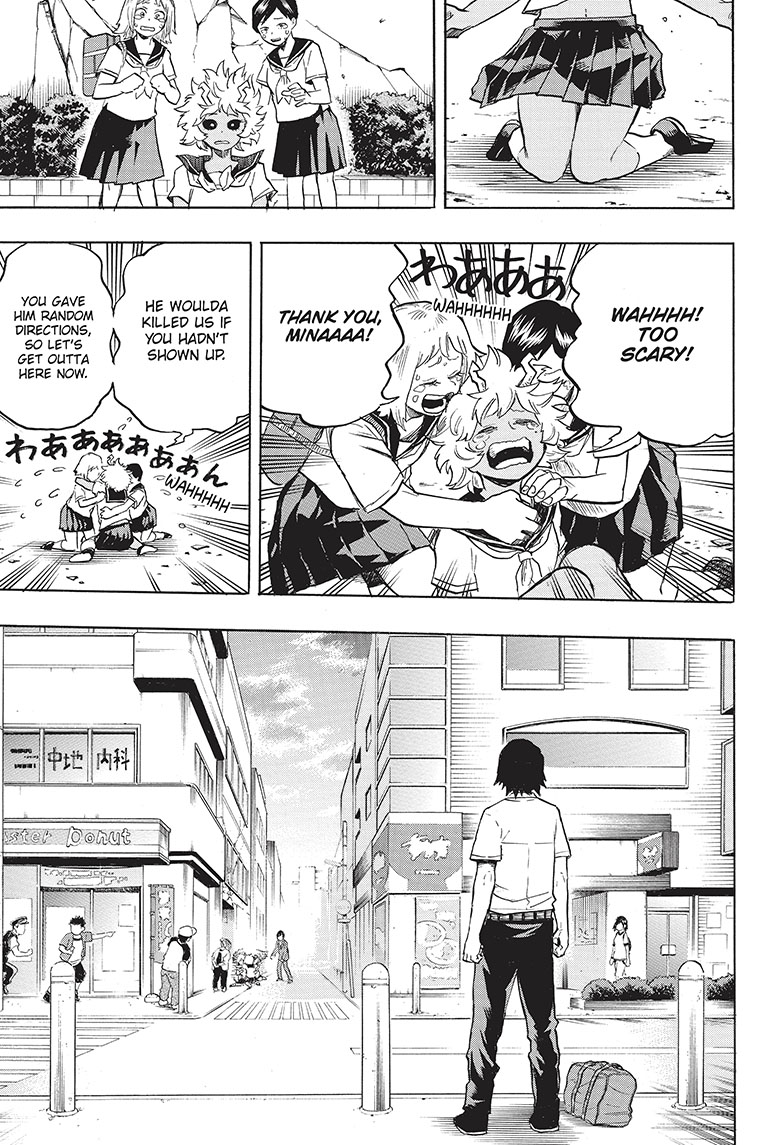 WAHHHH!
TOO
SCARY!
わああああ
WAHHHHHH
THANK YOU,
MINAAAA!
HE WOULDA
KILLED US IF
YOU HADN'T
SHOWN UP.
YOU GAVE
HIM RANDOM
DIRECTIONS,
SO LET'S
GET OUTTA
HERE NOW.
わああああああん
WAHHHHH
中地 内科
ster Donut